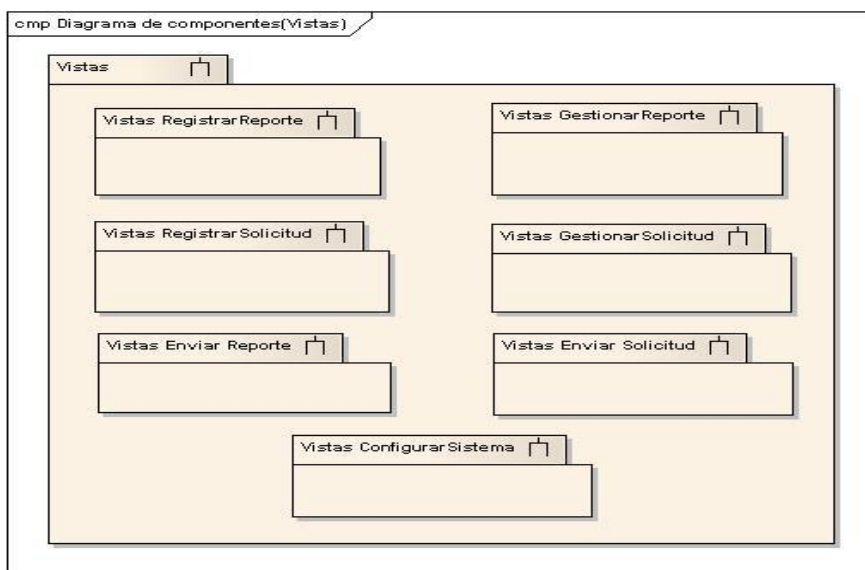 cmp Diagrama de componentes(Vistas)
Vistas
Vistas RegistrarReporte
Vistas GestionarReporte
Vistas RegistrarSolicitud
Vistas GestionarSolicitud
Vistas Enviar Reporte
Vistas Enviar Solicitud
Vistas ConfigurarSistema